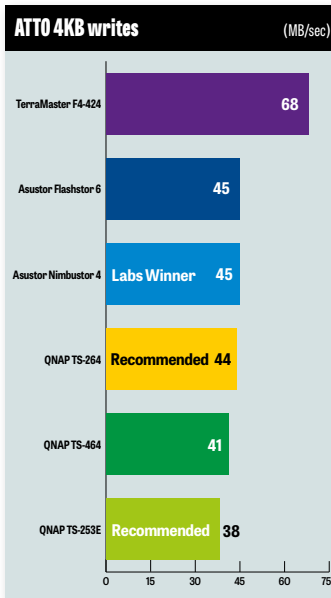 ATTO 4KB writes (MB/sec)
TerraMaster F4-424 68
Asustor Flashstor 6 45
Asustor Nimbustor 4 Labs Winner 45
QNAP TS-264 Recommended 44
QNAP TS-464 41
QNAP TS-253E Recommended 38
0 15 30 45 60 75